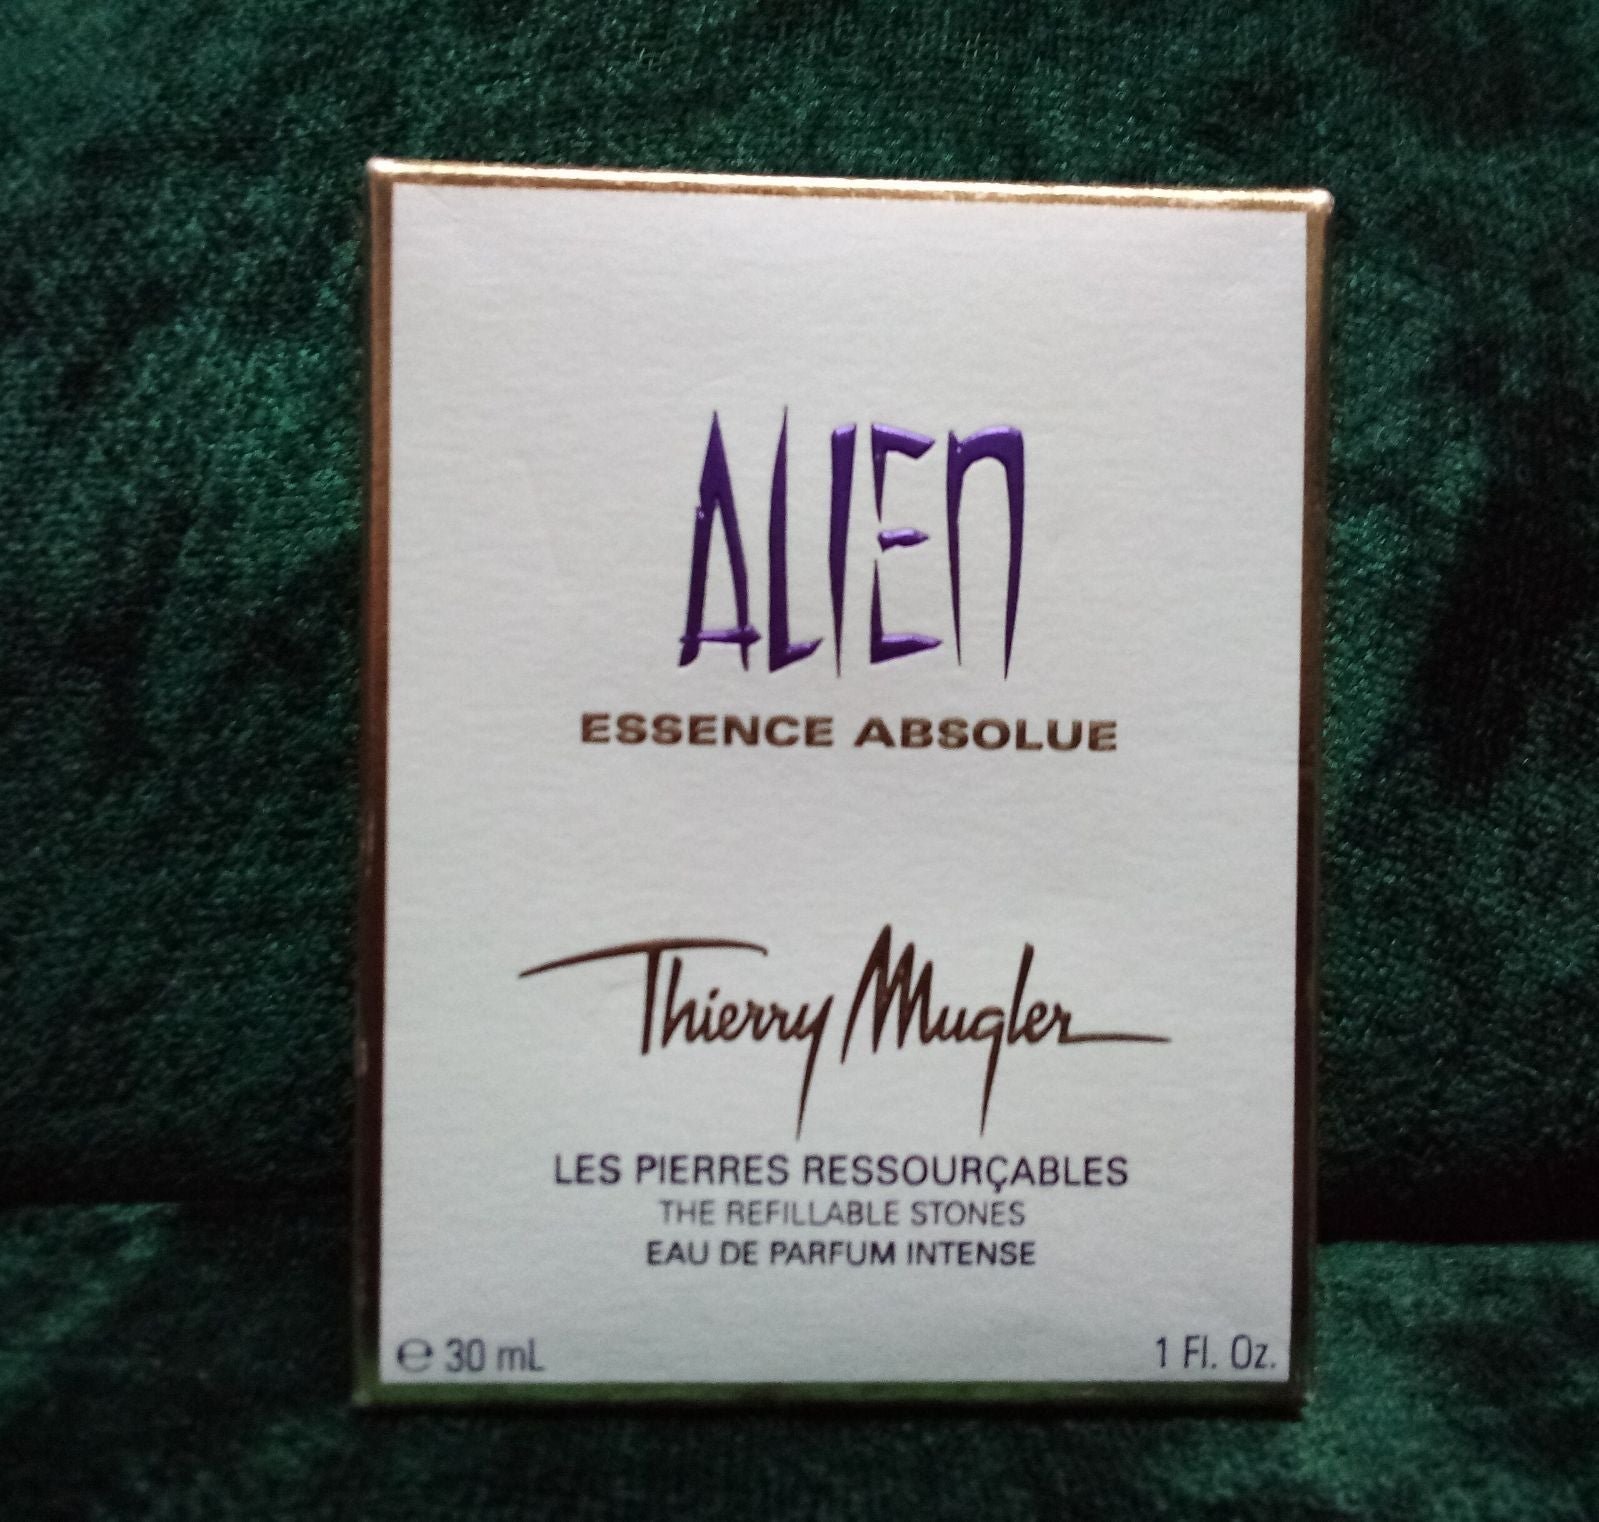 ALIEN
ESSENCE ABSOLUE
Thierry Mugler
LES PIERRES RESSOURÇABLES
THE REFILLABLE STONES
EAU DE PARFUM INTENSE
℮ 30 mL
1 Fl. Oz.